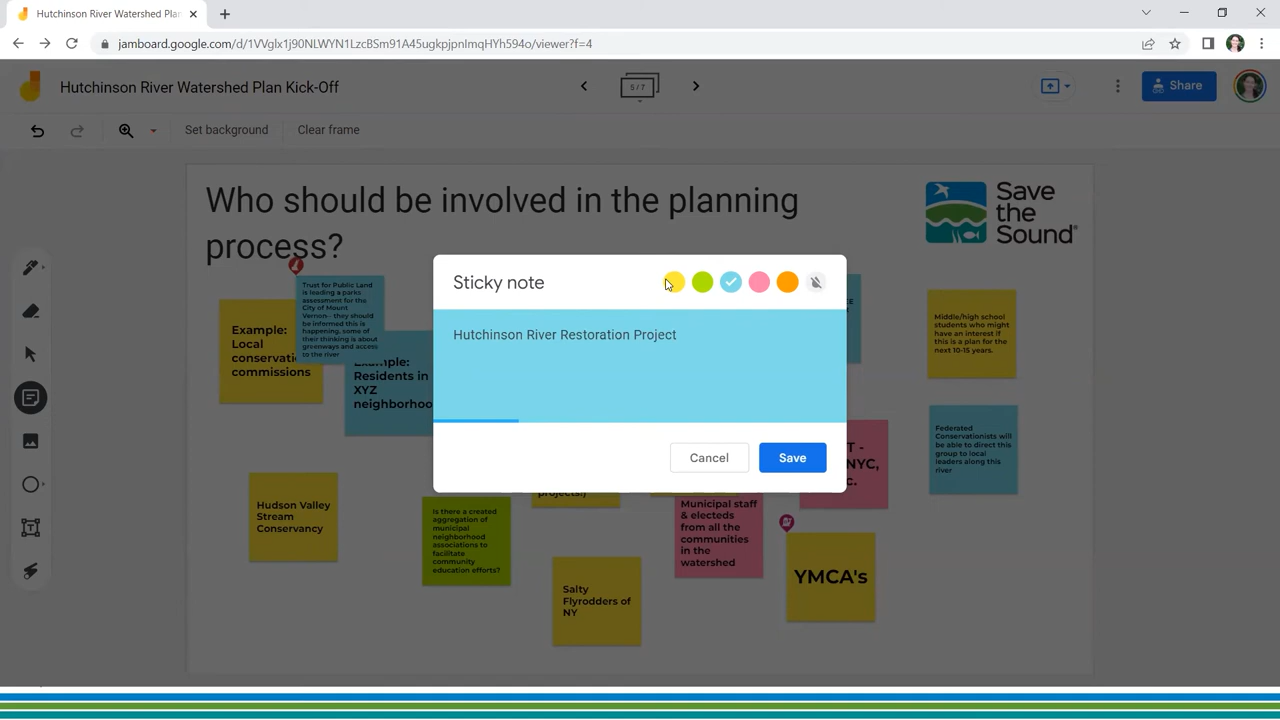 Hutchinson River Watershed Plan
jamboard.google.com/d/1VVglx1j90NLWYN1LzcBSm91A45ugkpjpnImqHYh594o/viewer?f=4
Hutchinson River Watershed Plan Kick-Off
5 / 7
Share
Set background
Clear frame
Who should be involved in the planning
process?
Save
the
Sound
Sticky note
Hutchinson River Restoration Project
Cancel
Save
Trust for Public Land
is leading a parks
assessment for the
City of Mount
Vernon-- they should
be informed this is
happening, some of
their thinking is about
greenways and access
to the river
Example:
Local
conservati
commissions
Example:
Residents in
XYZ
neighborhoo
Middle/high school
students who might
have an interest if
this is a plan for the
next 10-15 years.
Federated
Conservationists will
be able to direct this
group to local
leaders along this
river
T -
NYC,
c.
projects!)
Hudson Valley
Stream
Conservancy
Is there a created
aggregation of
municipal
neighborhood
associations to
facilitate
community
education efforts?
Municipal staff
& electeds
from all the
communities
in the
watershed
Salty
Flyrodders of
NY
YMCA's